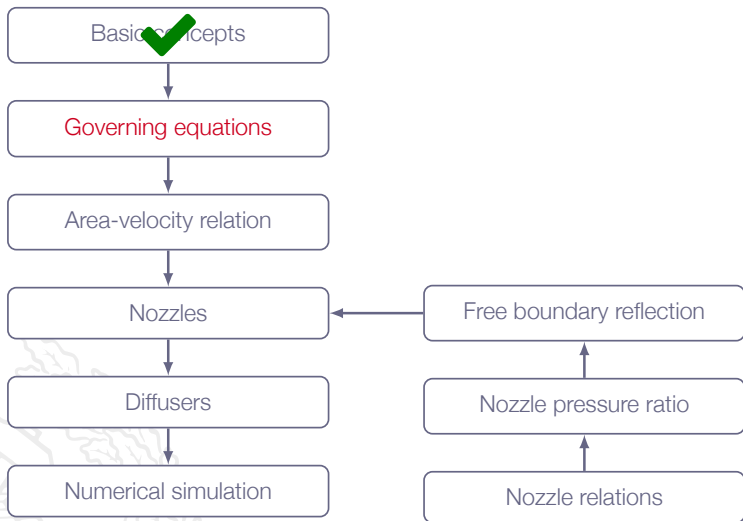 Basic concepts
Governing equations
Area-velocity relation
Nozzles
Free boundary reflection
Diffusers
Nozzle pressure ratio
Numerical simulation
Nozzle relations